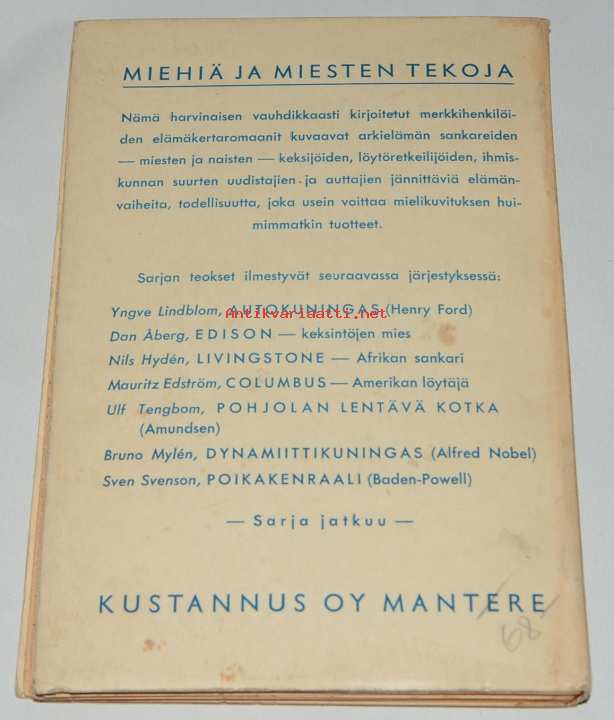 MIEHIÄ JA MIESTEN TEKOJA
Nämä harvinaisen vauhdikkaasti kirjoitetut merkkihenkilöi-
den elämäkertaromaanit kuvaavat arkielämän sankareiden
— miesten ja naisten — keksijöiden, löytöretkeilijöiden, ihmis-
kunnan suurten uudistajien ja auttajien jännittäviä elämän-
vaiheita, todellisuutta, joka usein voittaa mielikuvituksen hui-
mimmatkin tuotteet.
Sarjan teokset ilmestyvät seuraavassa järjestyksessä:
Yngve Lindblom, AUTOKUNINGAS (Henry Ford)
Antikvariaatti.net
Dan Åberg, EDISON — keksintöjen mies
Nils Hydén, LIVINGSTONE — Afrikan sankari
Mauritz Edström, COLUMBUS — Amerikan löytäjä
Ulf Tengbom, POHJOLAN LENTÄVÄ KOTKA
(Amundsen)
Bruno Mylén, DYNAMIITTIKUNINGAS (Alfred Nobel)
Sven Svenson, POIKAKENRAALI (Baden-Powell)
— Sarja jatkuu —
KUSTANNUS OY MANTERE
68